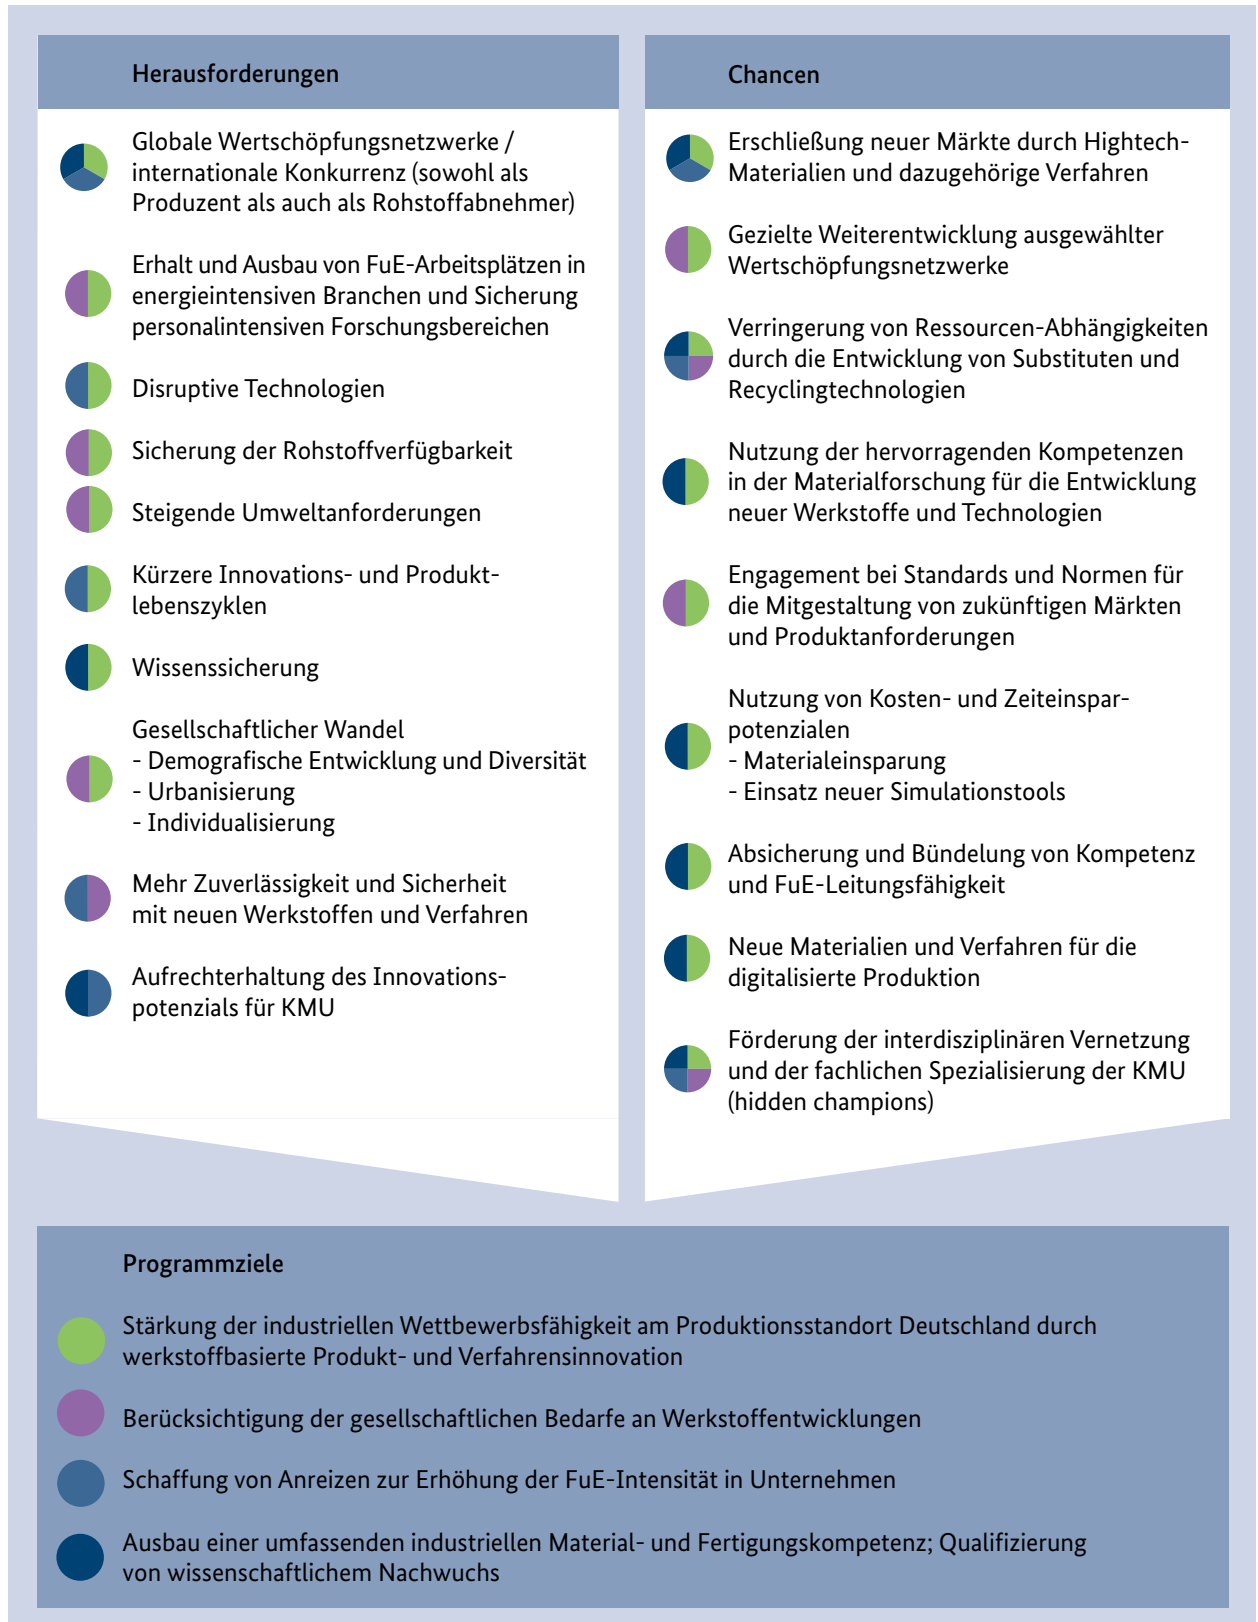 Herausforderungen
Globale Wertschöpfungsnetzwerke /
internationale Konkurrenz (sowohl als
Produzent als auch als Rohstoffabnehmer)
Erhalt und Ausbau von FuE-Arbeitsplätzen in
energieintensiven Branchen und Sicherung
personalintensiven Forschungsbereichen
Disruptive Technologien
Sicherung der Rohstoffverfügbarkeit
Steigende Umweltanforderungen
Kürzere Innovations- und Produkt-
lebenszyklen
Wissenssicherung
Gesellschaftlicher Wandel
- Demografische Entwicklung und Diversität
- Urbanisierung
- Individualisierung
Mehr Zuverlässigkeit und Sicherheit
mit neuen Werkstoffen und Verfahren
Aufrechterhaltung des Innovations-
potenzials für KMU
Chancen
Erschließung neuer Märkte durch Hightech-
Materialien und dazugehörige Verfahren
Gezielte Weiterentwicklung ausgewählter
Wertschöpfungsnetzwerke
Verringerung von Ressourcen-Abhängigkeiten
durch die Entwicklung von Substituten und
Recyclingtechnologien
Nutzung der hervorragenden Kompetenzen
in der Materialforschung für die Entwicklung
neuer Werkstoffe und Technologien
Engagement bei Standards und Normen für
die Mitgestaltung von zukünftigen Märkten
und Produktanforderungen
Nutzung von Kosten- und Zeiteinspar-
potenzialen
- Materialeinsparung
- Einsatz neuer Simulationstools
Absicherung und Bündelung von Kompetenz
und FuE-Leitungsfähigkeit
Neue Materialien und Verfahren für die
digitalisierte Produktion
Förderung der interdisziplinären Vernetzung
und der fachlichen Spezialisierung der KMU
(hidden champions)
Programmziele
Stärkung der industriellen Wettbewerbsfähigkeit am Produktionsstandort Deutschland durch
werkstoffbasierte Produkt- und Verfahrensinnovation
Berücksichtigung der gesellschaftlichen Bedarfe an Werkstoffentwicklungen
Schaffung von Anreizen zur Erhöhung der FuE-Intensität in Unternehmen
Ausbau einer umfassenden industriellen Material- und Fertigungskompetenz; Qualifizierung
von wissenschaftlichem Nachwuchs